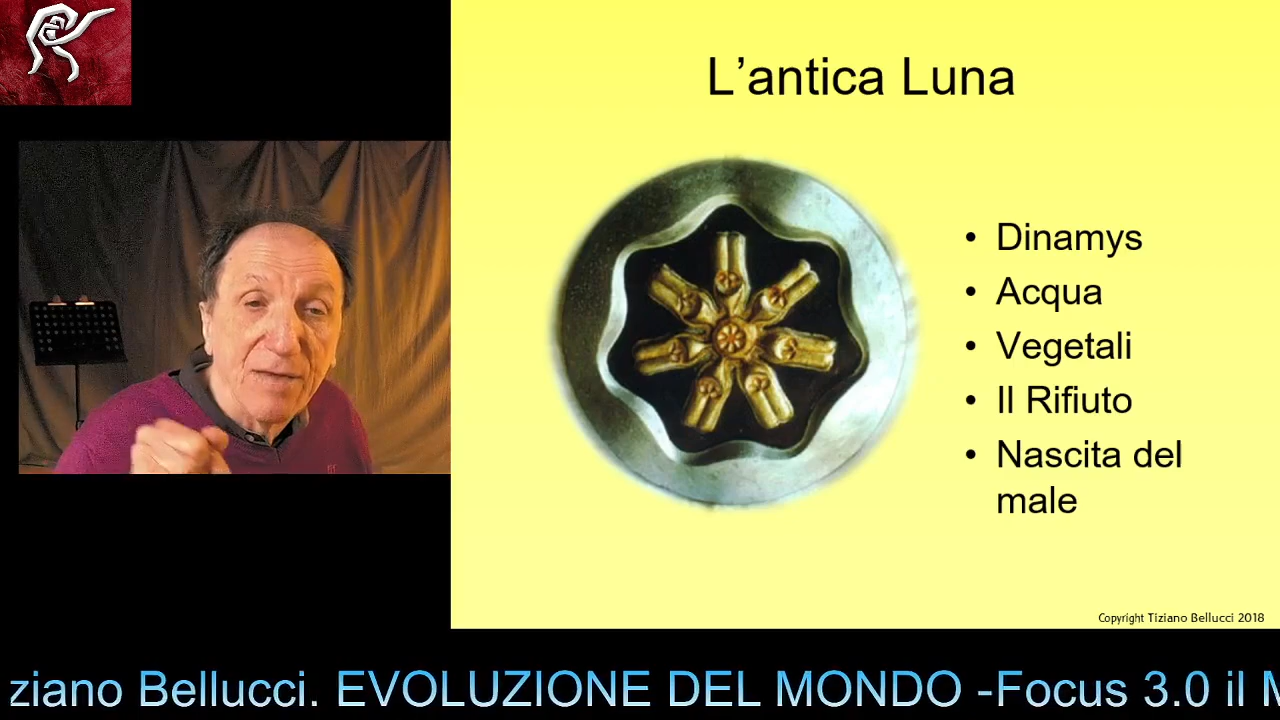 L’antica Luna
• Dinamys
• Acqua
• Vegetali
• Il Rifiuto
• Nascita del
male
Copyright Tiziano Bellucci 2018
ziano Bellucci. EVOLUZIONE DEL MONDO -Focus 3.0 il M